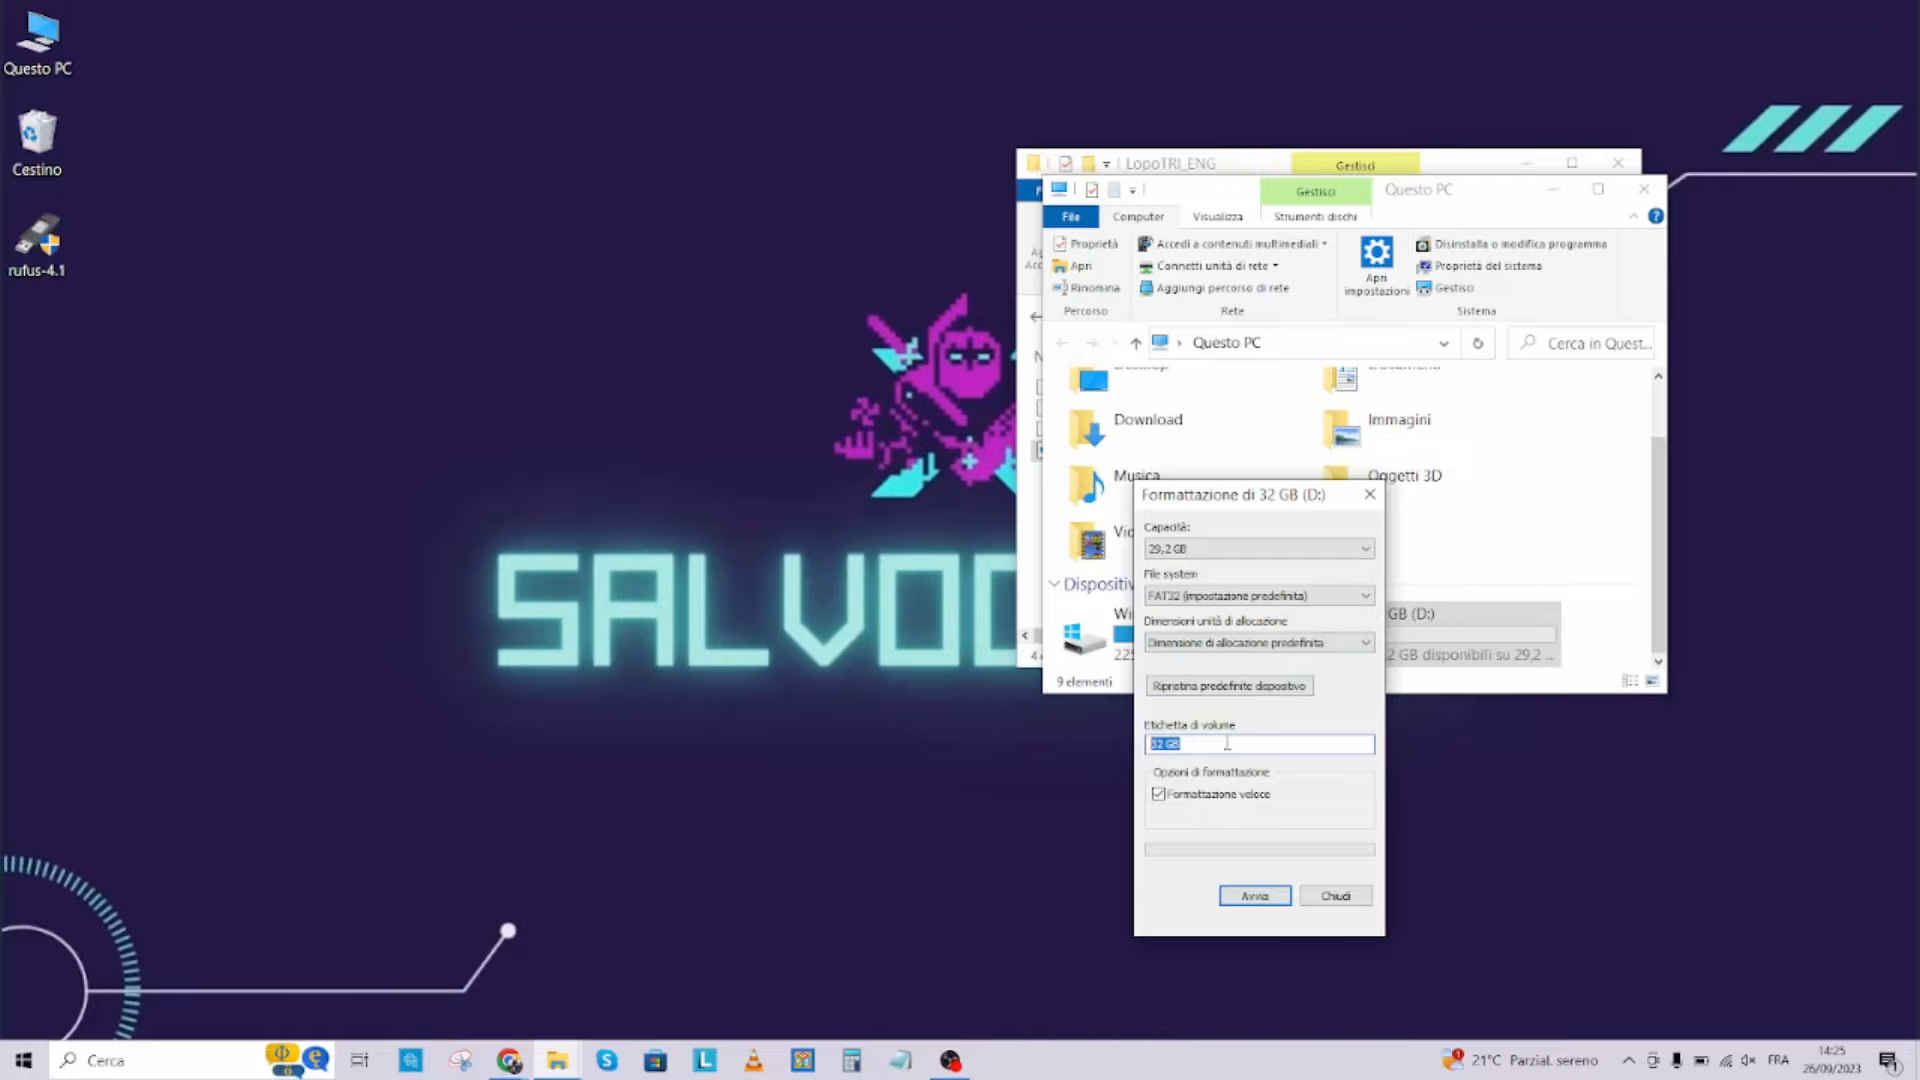 Questo PC
Cestino
rufus-4.1
SALVO
LopoTRI_ENG
Gestisci
Gestisci
Questo PC
File
Computer
Visualizza
Strumenti dischi
Proprietà
Apri
Rinomina
Percorso
Accedi a contenuti multimediali
Connetti unità di rete
Aggiungi percorso di rete
Rete
Apri
impostazioni
Disinstalla o modifica programma
Proprietà del sistema
Gestisci
Sistema
Questo PC
Cerca in Quest...
Download
Immagini
Musica
Oggetti 3D
Dispositiv
Wi
225
GB (D:)
2 GB disponibili su 29,2 ...
9 elementi
Formattazione di 32 GB (D:)
Capacità:
29,2 GB
File system
FAT32 (impostazione predefinita)
Dimensioni unità di allocazione
Dimensione di allocazione predefinita
Ripristina predefinite dispositivo
Etichetta di volume
32 GB
Opzioni di formattazione
Formattazione veloce
Avvia
Chiudi
Cerca
21°C Parzial. sereno
FRA
14:25
26/09/2023